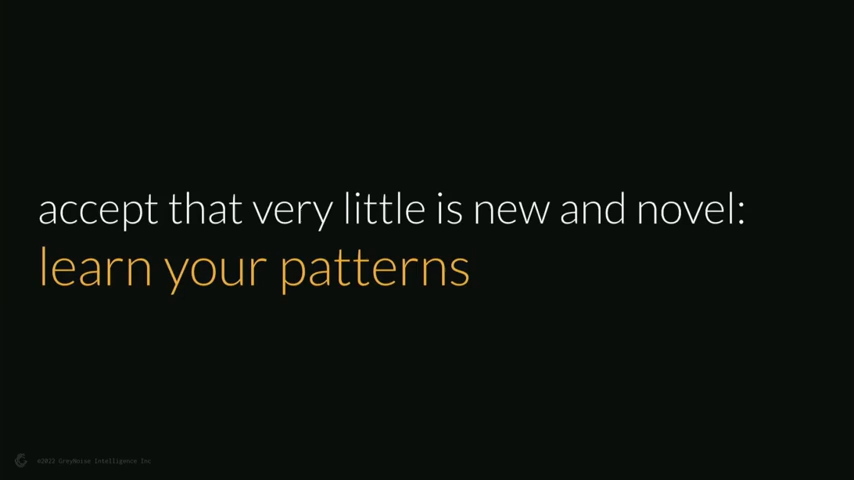 accept that very little is new and novel:
learn your patterns
©2023 GreyNoise Intelligence Inc